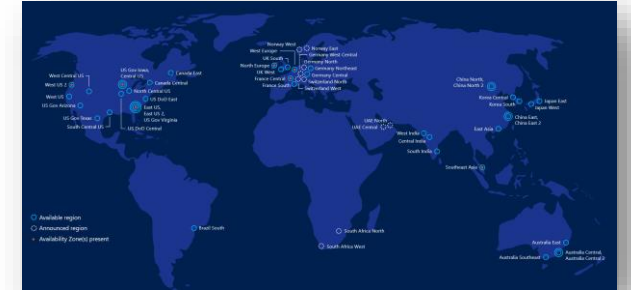 Norway West
Norway East
West Europe
Germany West Central
UK South
Germany North
North Europe
Germany Northeast
UK West
Germany Central
France Central
Switzerland North
France South
Switzerland West
West Central US
US Gov Iowa,
Central US
Canada East
West US 2
Canada Central
North Central US
West US
US DoD East
US Gov Arizona
East US,
East US 2,
US Gov Virginia
US Gov Texas
South Central US
US DoD Central
China North,
China North 2
Korea Central
Japan East
Korea South
Japan West
China East,
China East 2
UAE North
UAE Central
West India
Central India
East Asia
South India
Southeast Asia
Available region
Announced region
Availability Zone(s) present
Brazil South
South Africa North
South Africa West
Australia East
Australia Southeast
Australia Central,
Australia Central 2